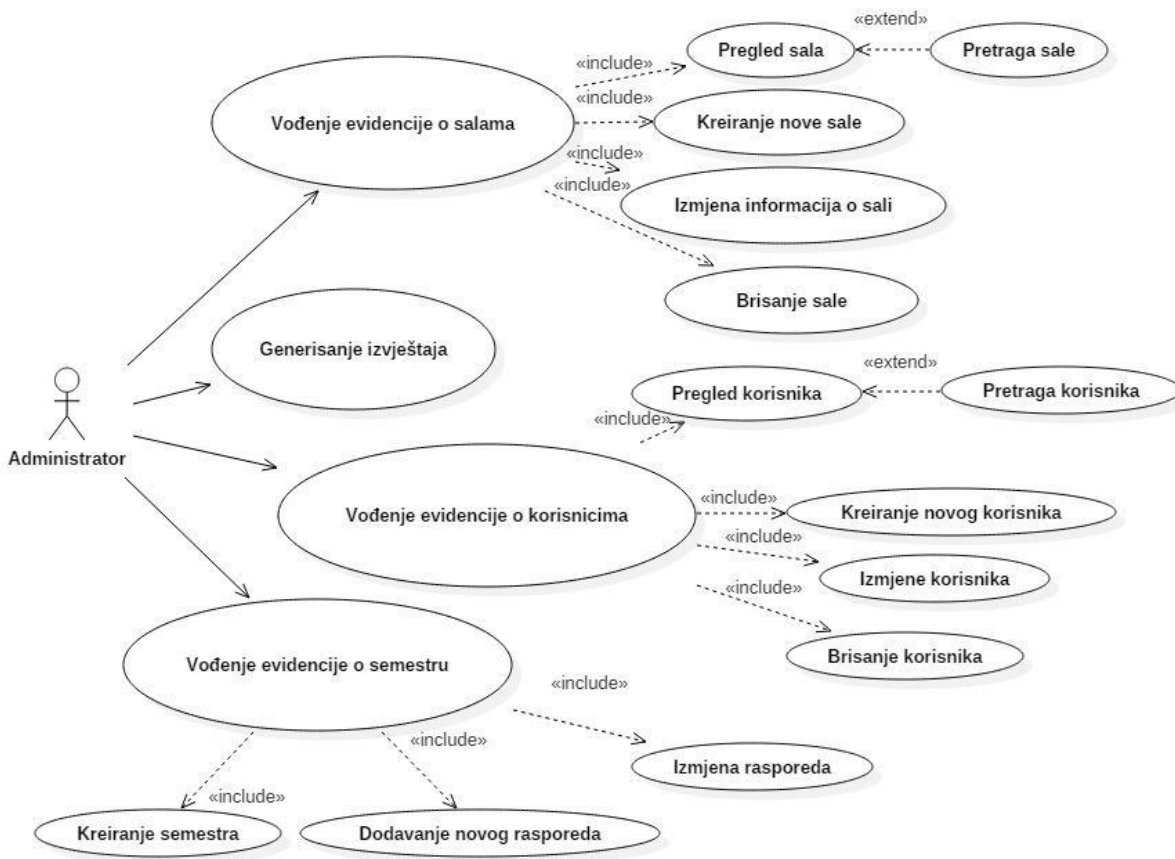 «extend»
Pregled sala
Pretraga sale
«include»
«include»
Vođenje evidencije o salama
Kreiranje nove sale
«include»
«include»
Izmjena informacija o sali
Brisanje sale
Generisanje izvještaja
«extend»
Pregled korisnika
Pretraga korisnika
«include»
Administrator
«include»
Vođenje evidencije o korisnicima
Kreiranje novog korisnika
«include»
Izmjene korisnika
«include»
Brisanje korisnika
Vođenje evidencije o semestru
«include»
«include»
Izmjena rasporeda
«include»
Kreiranje semestra
Dodavanje novog rasporeda